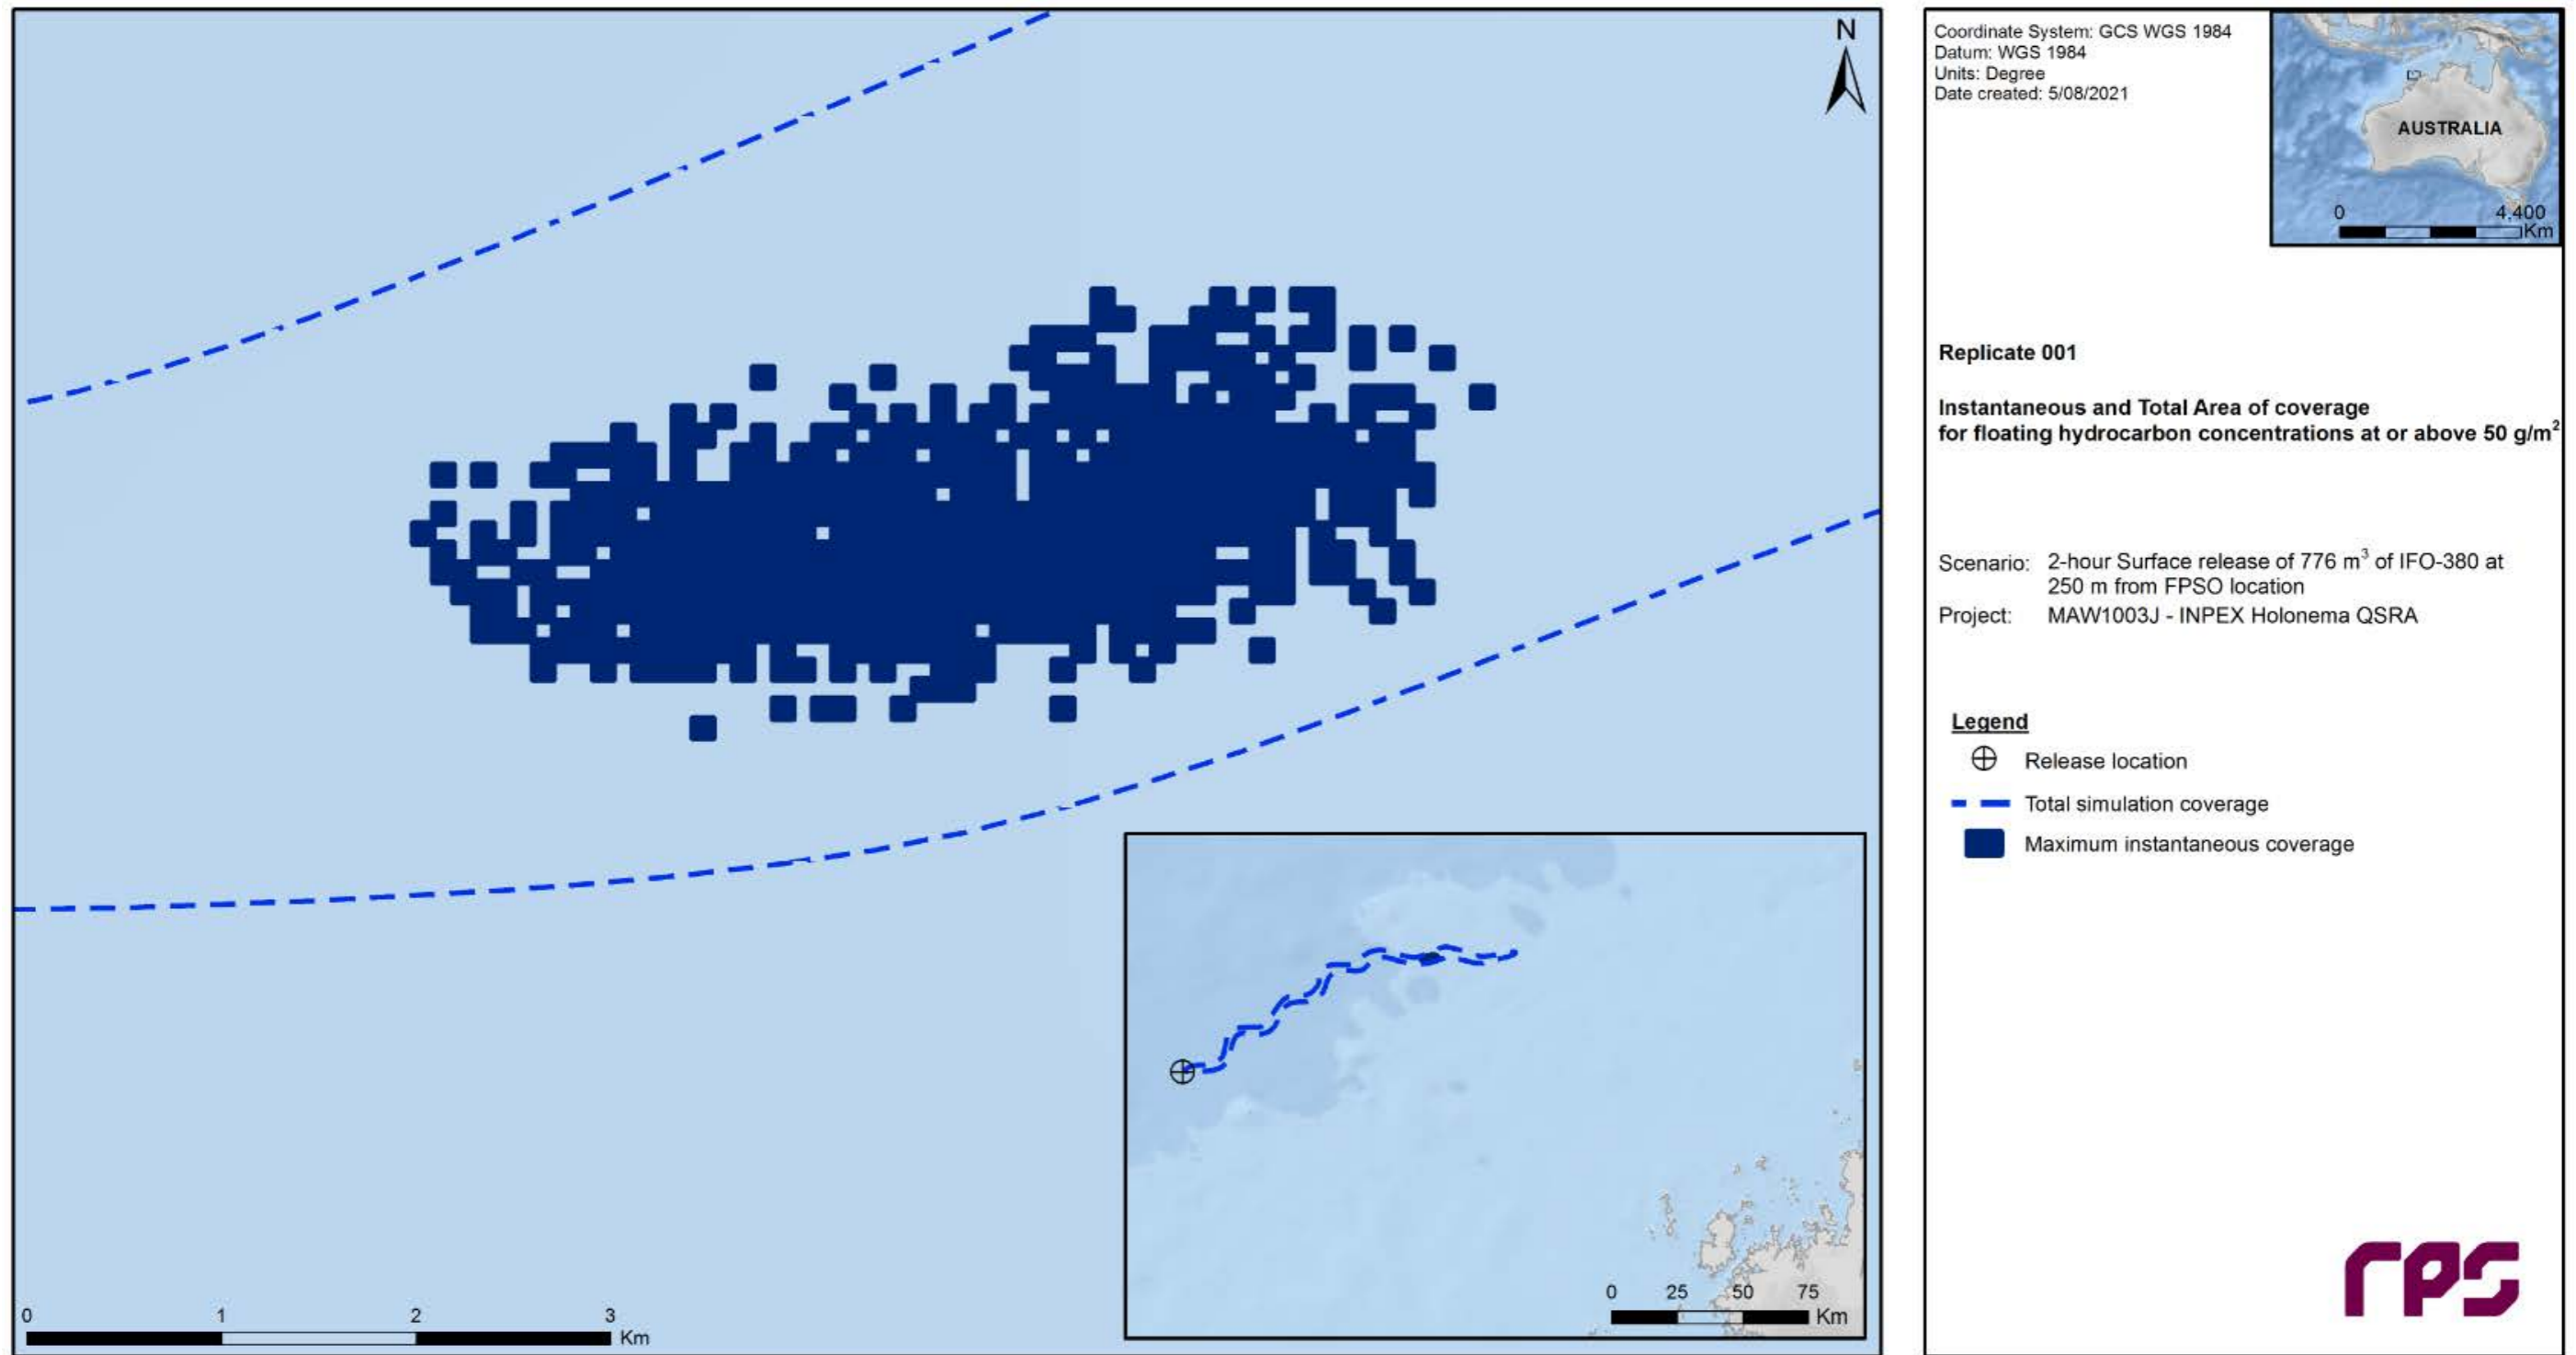 N
0 1 2 3
Km
0 25 50 75
Km
Coordinate System: GCS WGS 1984
Datum: WGS 1984
Units: Degree
Date created: 5/08/2021
AUSTRALIA
0 4,400
Km
Replicate 001
Instantaneous and Total Area of coverage
for floating hydrocarbon concentrations at or above 50 g/m²
Scenario: 2-hour Surface release of 776 m³ of IFO-380 at
250 m from FPSO location
Project: MAW1003J - INPEX Holonema QSRA
Legend
Release location
Total simulation coverage
Maximum instantaneous coverage
rps